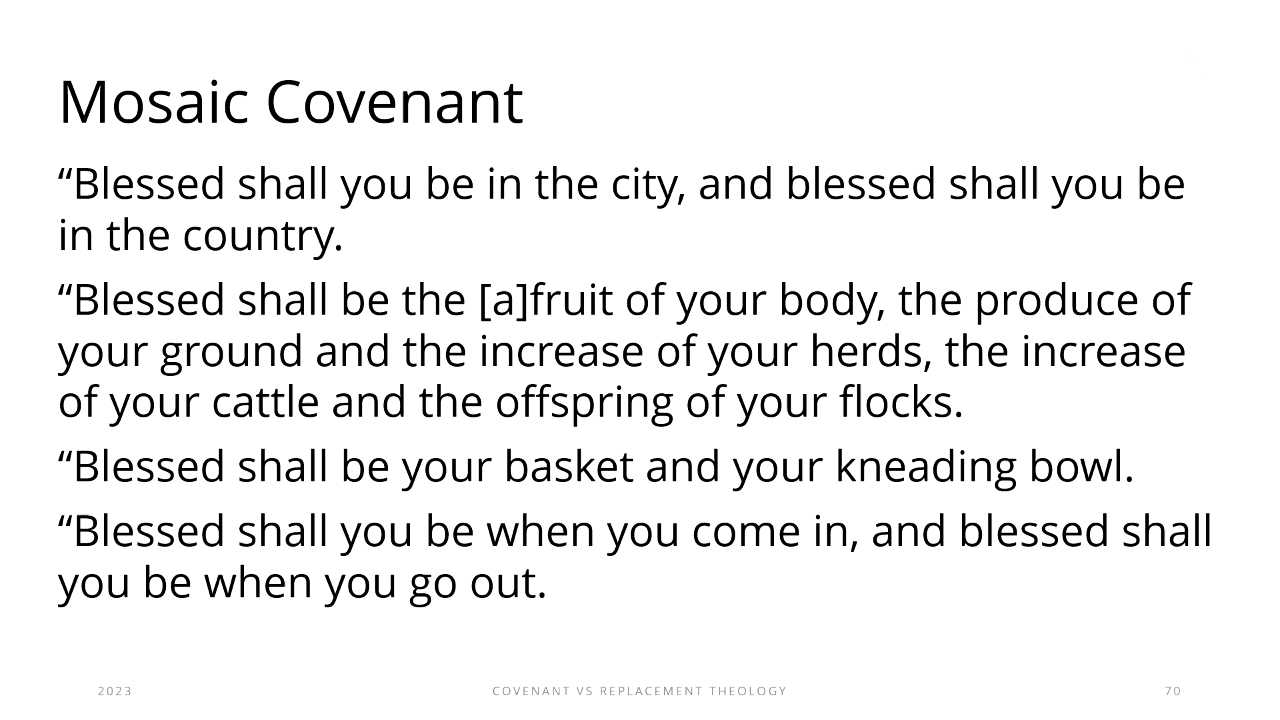 Mosaic Covenant
“Blessed shall you be in the city, and blessed shall you be
in the country.
“Blessed shall be the [a]fruit of your body, the produce of
your ground and the increase of your herds, the increase
of your cattle and the offspring of your flocks.
“Blessed shall be your basket and your kneading bowl.
“Blessed shall you be when you come in, and blessed shall
you be when you go out.
2023
COVENANT VS REPLACEMENT THEOLOGY
70